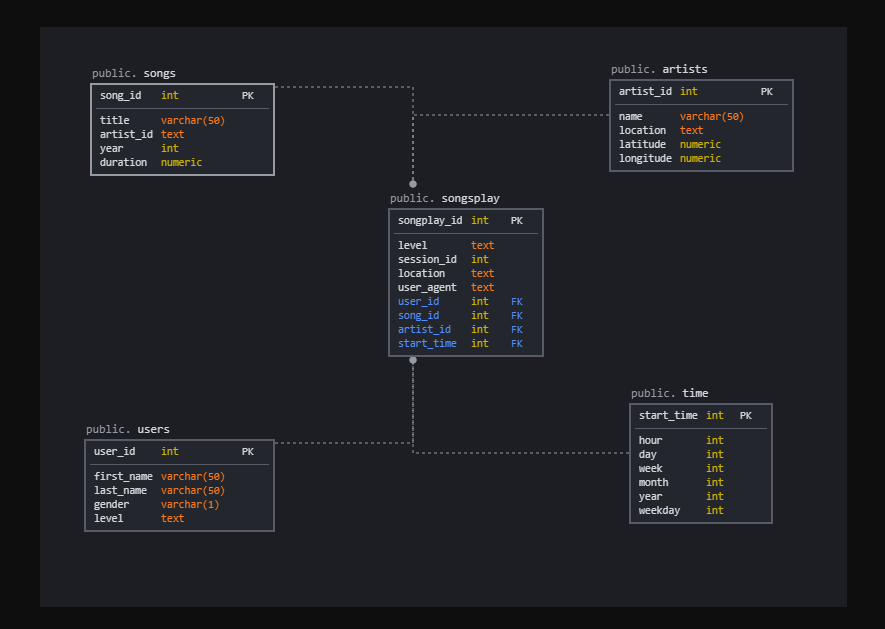 public. songs
song_id int PK
title varchar(50)
artist_id text
year int
duration numeric
public. artists
artist_id int PK
name varchar(50)
location text
latitude numeric
longitude numeric
public. songsplay
songplay_id int PK
level text
session_id int
location text
user_agent text
user_id int FK
song_id int FK
artist_id int FK
start_time int FK
public. users
user_id int PK
first_name varchar(50)
last_name varchar(50)
gender varchar(1)
level text
public. time
start_time int PK
hour int
day int
week int
month int
year int
weekday int